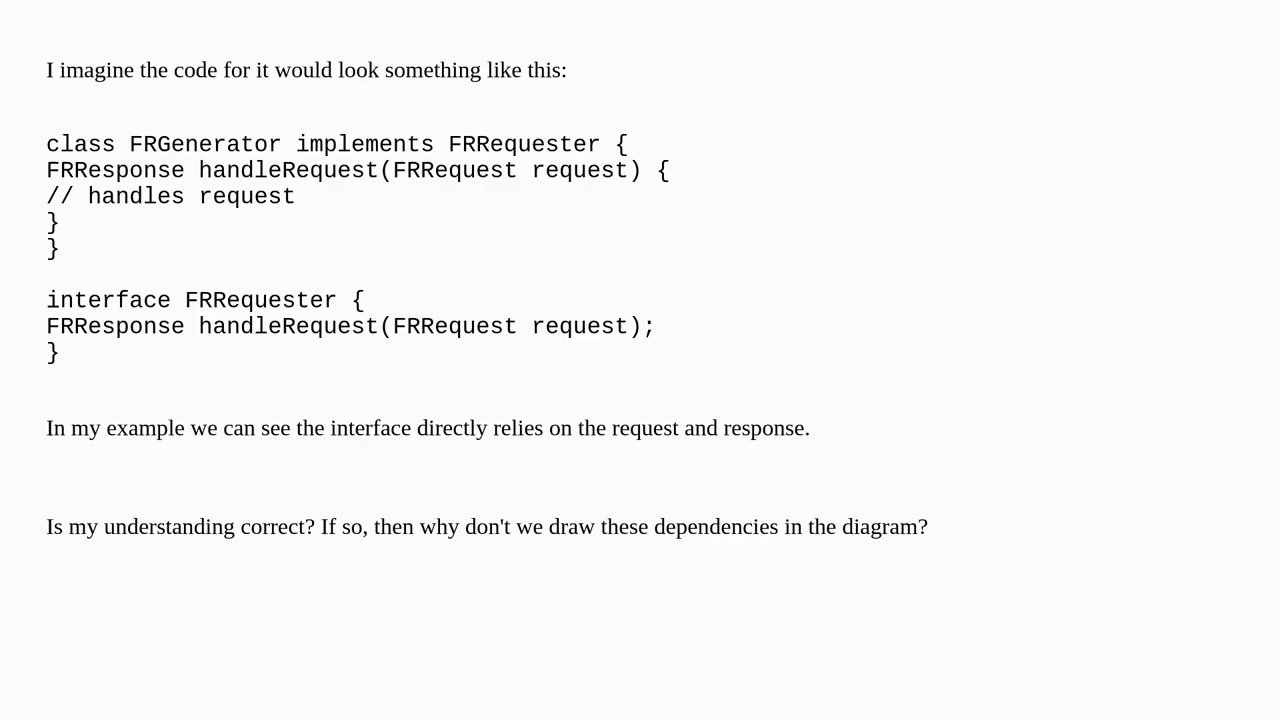 I imagine the code for it would look something like this:
class FRGenerator implements FRRequester {
FRResponse handleRequest(FRRequest request) {
// handles request
}
}
interface FRRequester {
FRResponse handleRequest(FRRequest request);
}
In my example we can see the interface directly relies on the request and response.
Is my understanding correct? If so, then why don't we draw these dependencies in the diagram?